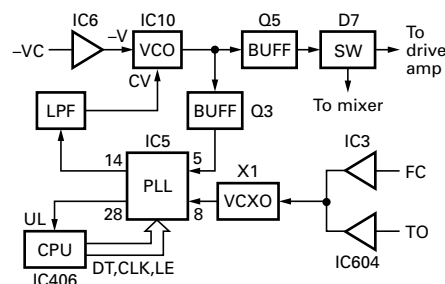 IC6
IC10
Q5
D7
–VC
–V
VCO
BUFF
SW
To
drive
amp
CV
To mixer
LPF
BUFF
Q3
IC5
IC3
14
5
X1
FC
PLL
VCXO
28
8
UL
TO
CPU
DT,CLK,LE
IC604
IC406